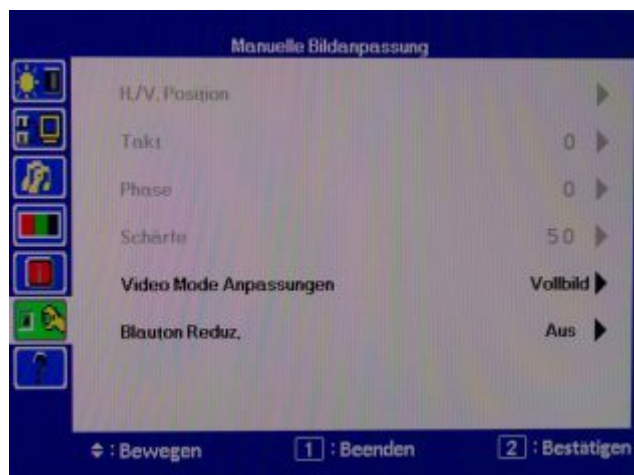 Manuelle Bildanpassung
H./V. Position
Takt 0
Phase 0
Schärfe 50
Video Mode Anpassungen Vollbild
Blauton Reduz. Aus
: Bewegen 1 : Beenden 2 : Bestätigen